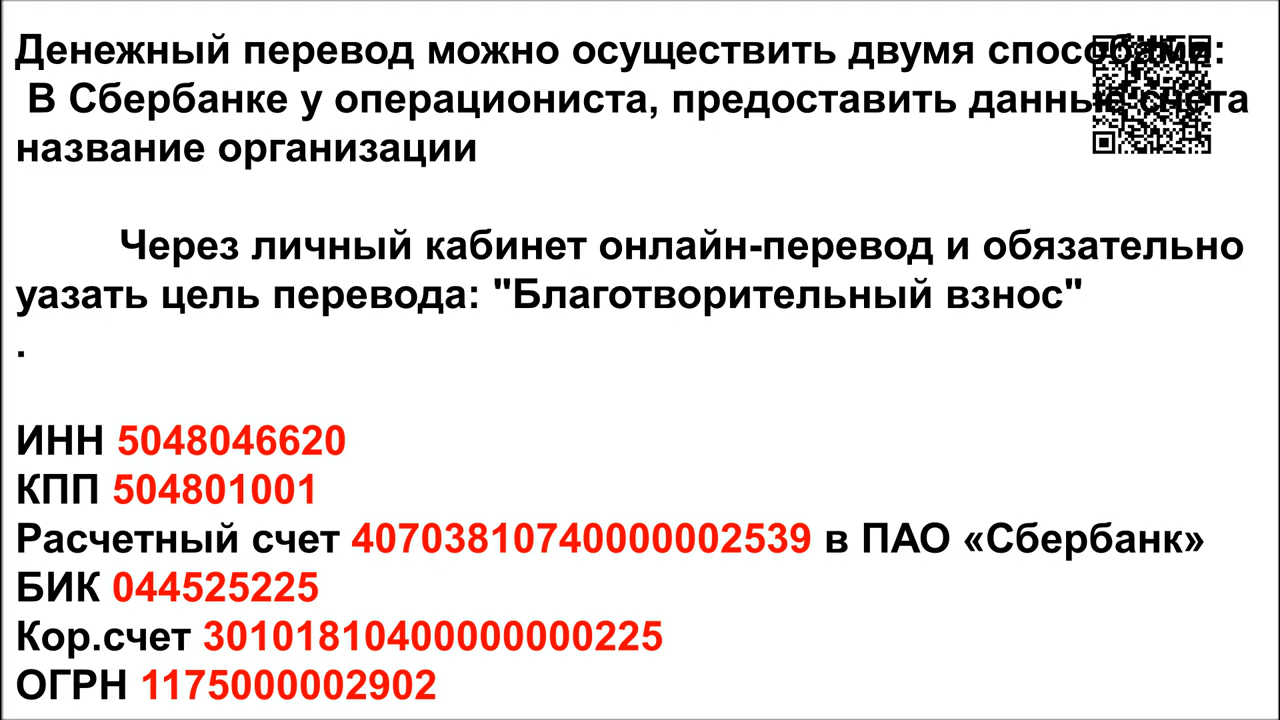 Денежный перевод можно осуществить двумя способами:
В Сбербанке у операциониста, предоставить данные счета
название организации
Через личный кабинет онлайн-перевод и обязательно
уазать цель перевода: "Благотворительный взнос"
.
ИНН 5048046620
КПП 504801001
Расчетный счет 40703810740000002539 в ПАО «Сбербанк»
БИК 044525225
Кор.счет 30101810400000000225
ОГРН 1175000002902